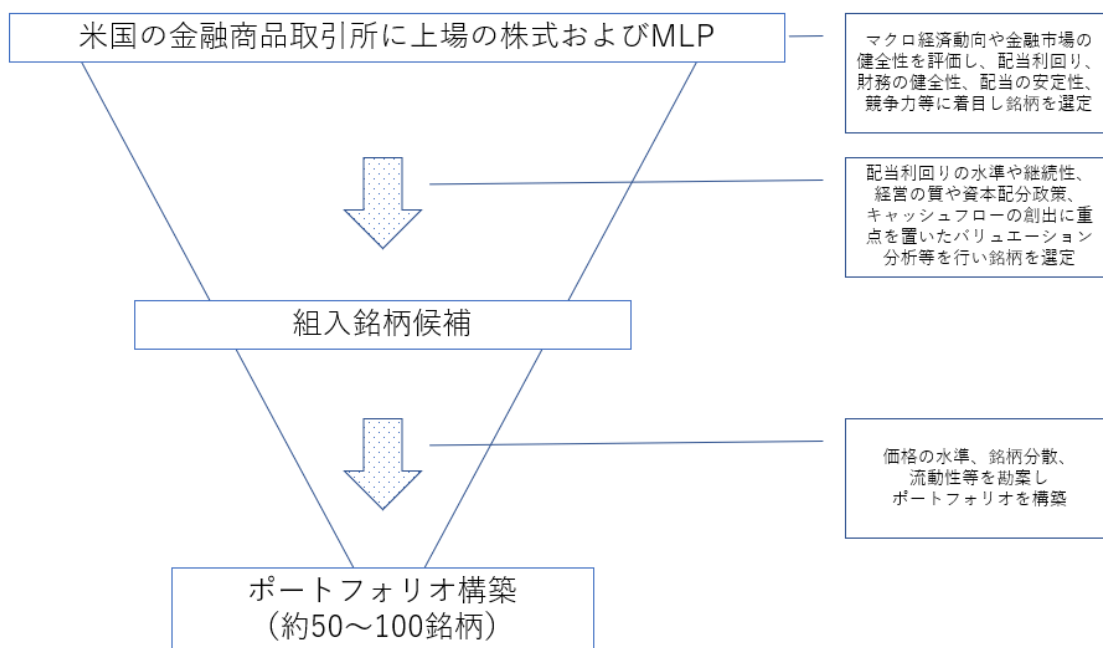 米国の金融商品取引所に上場の株式およびMLP
マクロ経済動向や金融市場の
健全性を評価し、配当利回り、
財務の健全性、配当の安定性、
競争力等に着目し銘柄を選定
配当利回りの水準や継続性、
経営の質や資本配分政策、
キャッシュフローの創出に重
点を置いたバリュエーション
分析等を行い銘柄を選定
組入銘柄候補
価格の水準、銘柄分散、
流動性等を勘案し
ポートフォリオを構築
ポートフォリオ構築
（約50～100銘柄）